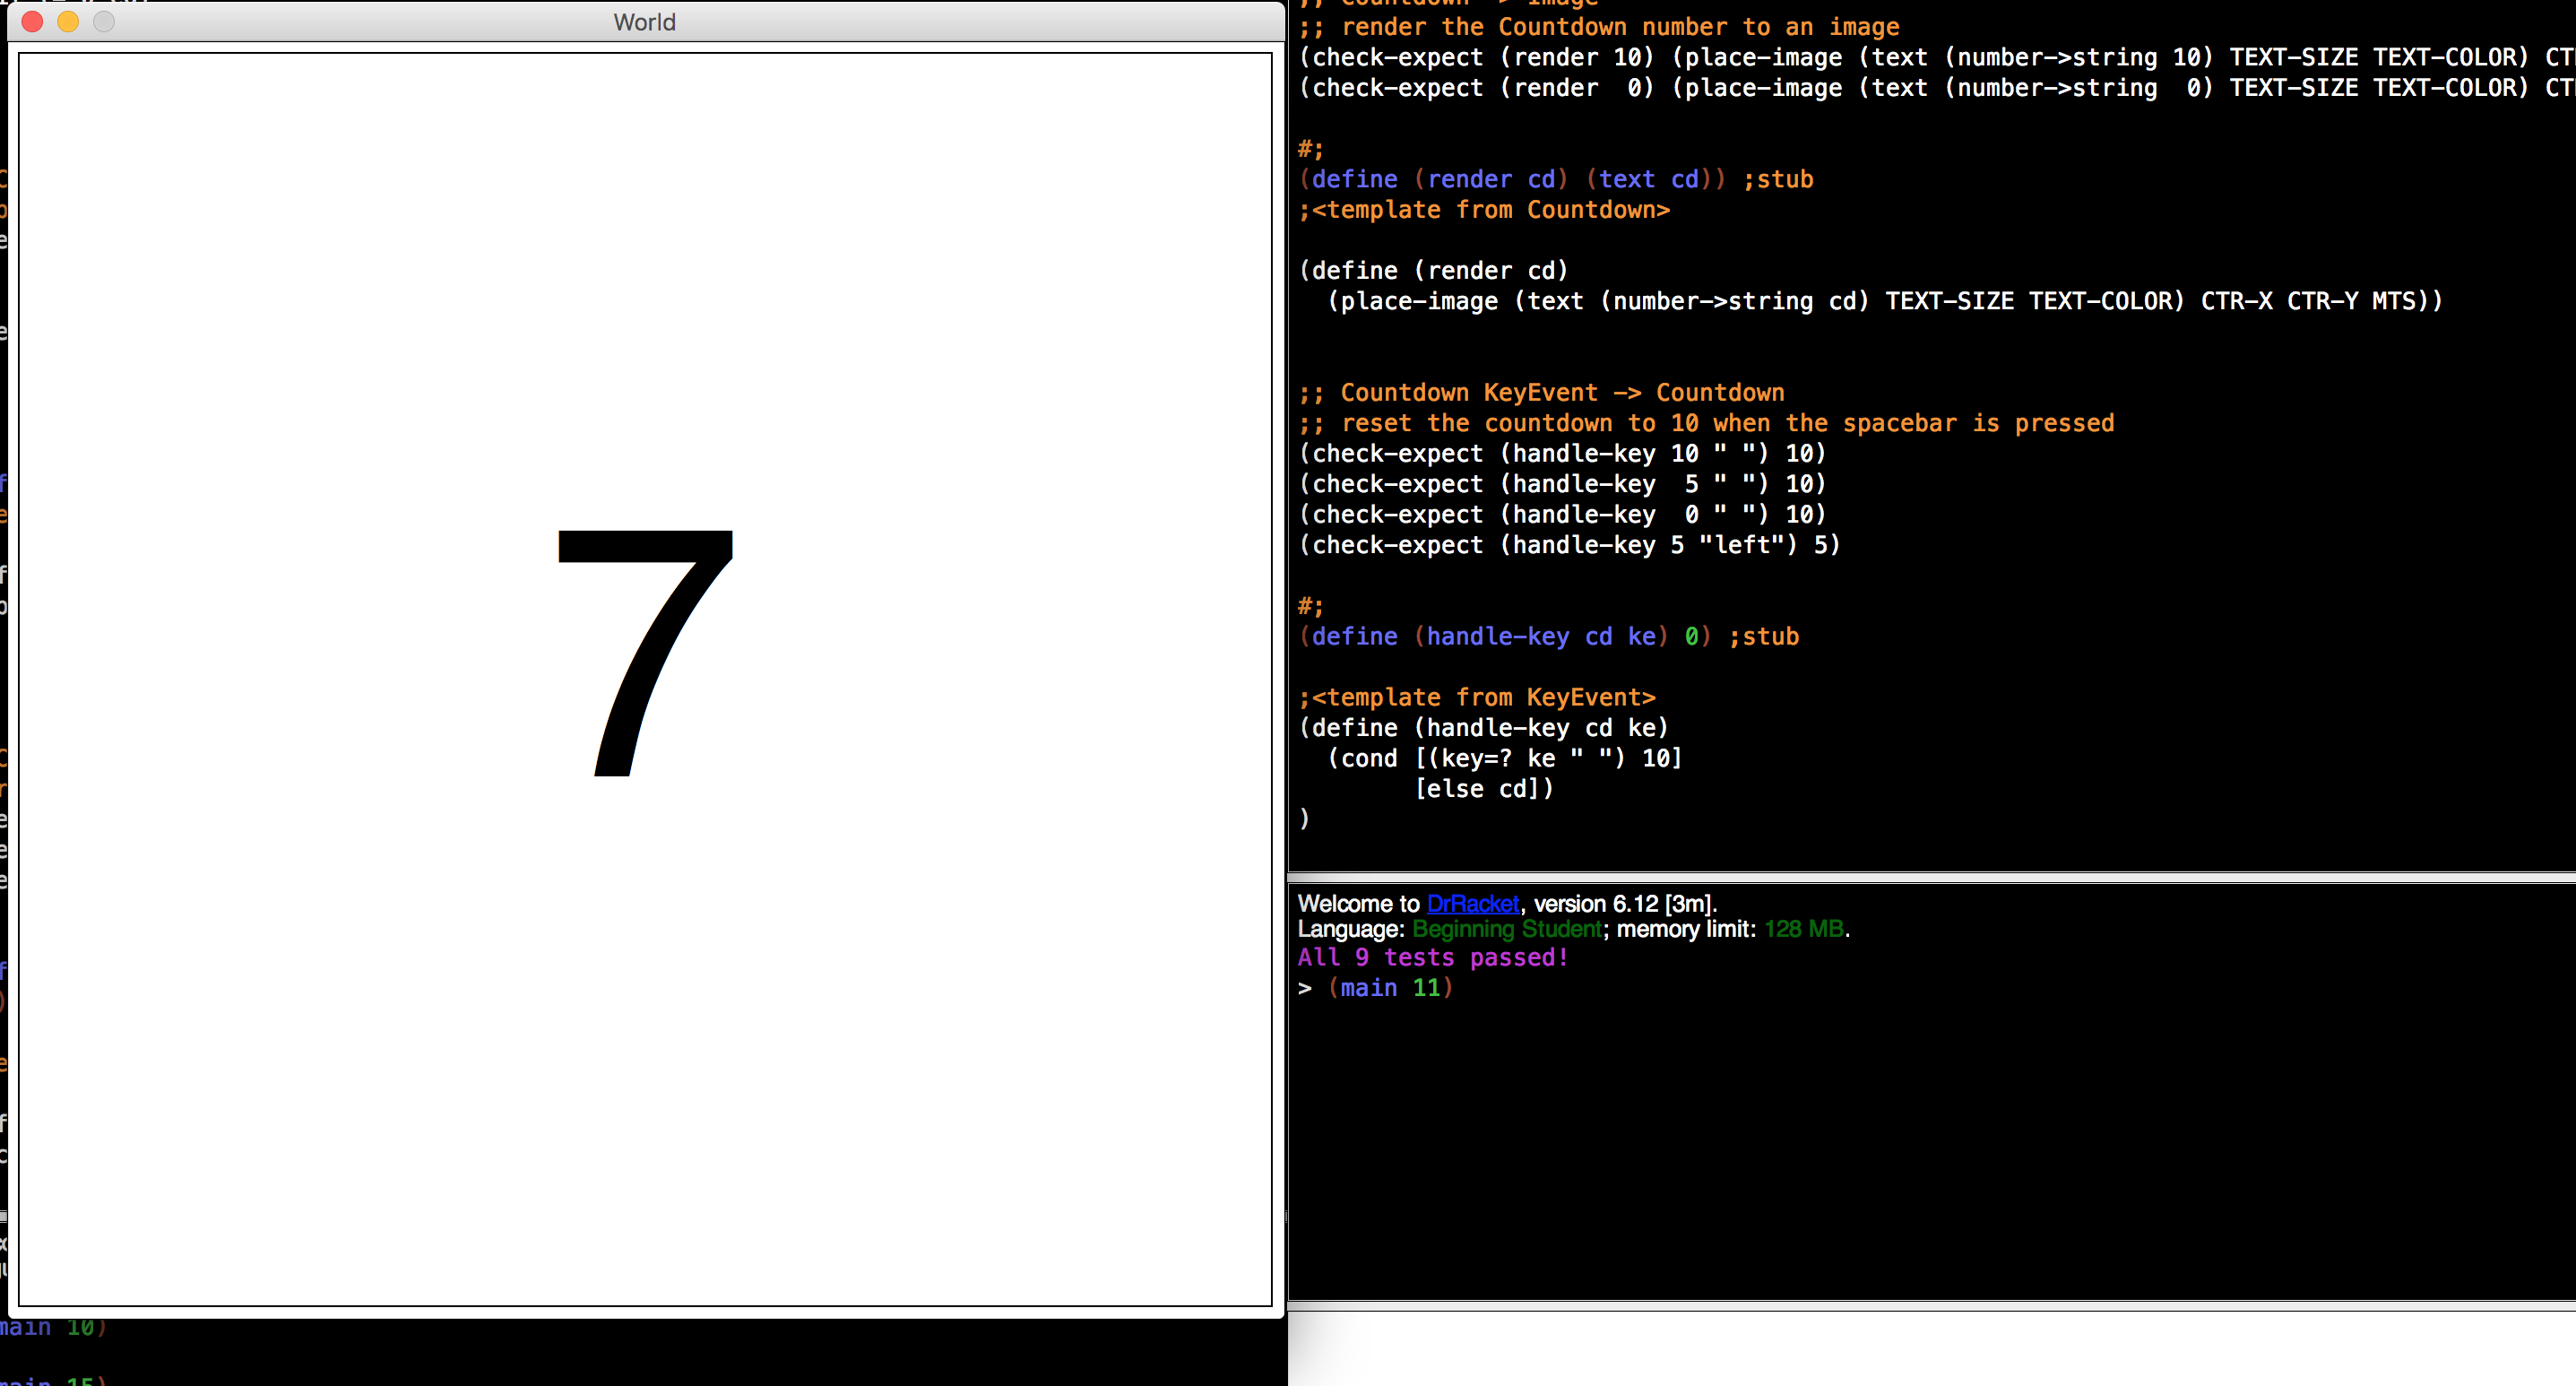 World
7
;; render the Countdown number to an image
(check-expect (render 10) (place-image (text (number->string 10) TEXT-SIZE TEXT-COLOR)
(check-expect (render  0) (place-image (text (number->string  0) TEXT-SIZE TEXT-COLOR)
#;
(define (render cd) (text cd)) ;stub
;<template from Countdown>
(define (render cd)
  (place-image (text (number->string cd) TEXT-SIZE TEXT-COLOR) CTR-X CTR-Y MTS))
;; Countdown KeyEvent -> Countdown
;; reset the countdown to 10 when the spacebar is pressed
(check-expect (handle-key 10 " ") 10)
(check-expect (handle-key  5 " ") 10)
(check-expect (handle-key  0 " ") 10)
(check-expect (handle-key 5 "left") 5)
#;
(define (handle-key cd ke) 0) ;stub
;<template from KeyEvent>
(define (handle-key cd ke)
  (cond [(key=? ke " ") 10]
        [else cd])
)
Welcome to DrRacket, version 6.12 [3m].
Language: Beginning Student; memory limit: 128 MB.
All 9 tests passed!
> (main 11)
main 10)
main 15)